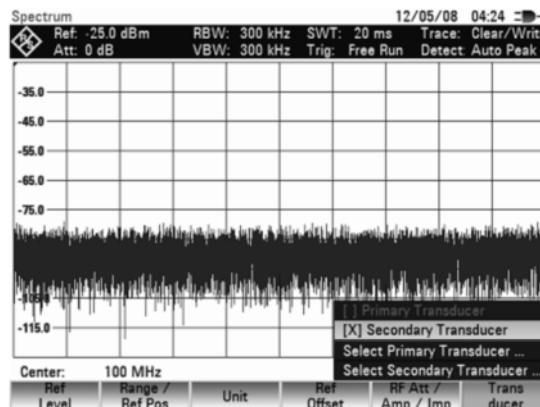 Spectrum 12/05/08 04:24
Ref: -25.0 dBm RBW: 300 kHz SWT: 20 ms Trace: Clear/Writ
Att: 0 dB VBW: 300 kHz Trig: Free Run Detect: Auto Peak
-35.0
-45.0
-55.0
-65.0
-75.0
-105.0
-115.0
[ ] Primary Transducer
[X] Secondary Transducer
Select Primary Transducer ...
Select Secondary Transducer ...
Center: 100 MHz
Ref Level
Range / Ref Pos
Unit
Ref Offset
RF Att / Amp / Imp
Trans ducer